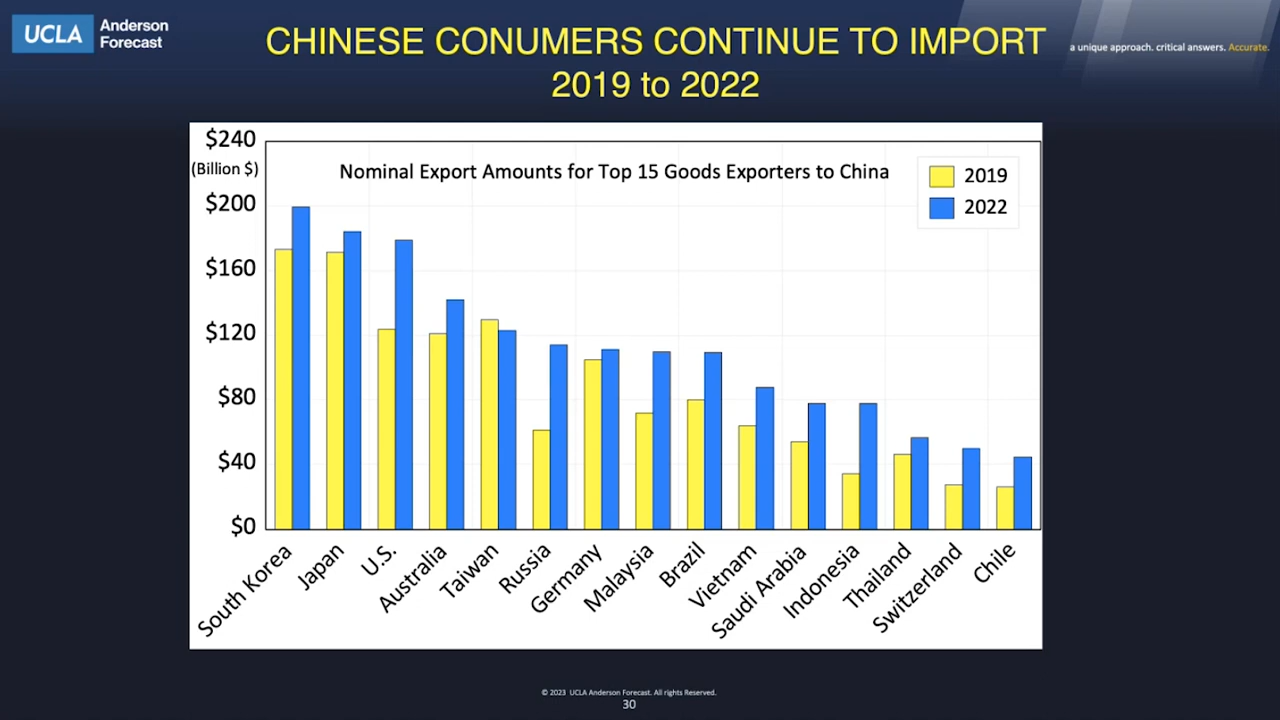 UCLA Anderson
Forecast
CHINESE CONUMERS CONTINUE TO IMPORT
2019 to 2022
a unique approach. critical answers. Accurate.
$240
(Billion $)
Nominal Export Amounts for Top 15 Goods Exporters to China
2019
2022
$200
$160
$120
$80
$40
$0
South Korea
Japan
U.S.
Australia
Taiwan
Russia
Germany
Malaysia
Brazil
Vietnam
Saudi Arabia
Indonesia
Thailand
Switzerland
Chile
© 2023 UCLA Anderson Forecast. All rights Reserved.
30